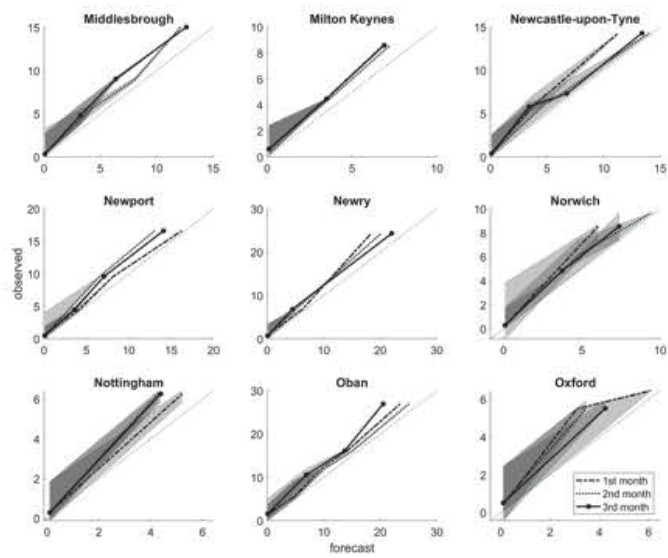 Middlesbrough
15
10
5
0
0 5 10 15
Milton Keynes
10
8
6
4
2
0
0 5 10
Newcastle-upon-Tyne
15
10
5
0
0 5 10 15
observed
Newport
20
15
10
5
0
0 5 10 15 20
Newry
30
20
10
0
0 10 20 30
Norwich
10
8
6
4
2
0
0 5 10
Nottingham
6
4
2
0
0 2 4 6
Oban
30
20
10
0
0 10 20 30
forecast
Oxford
6
4
2
0
0 2 4 6
1st month
2nd month
3rd month